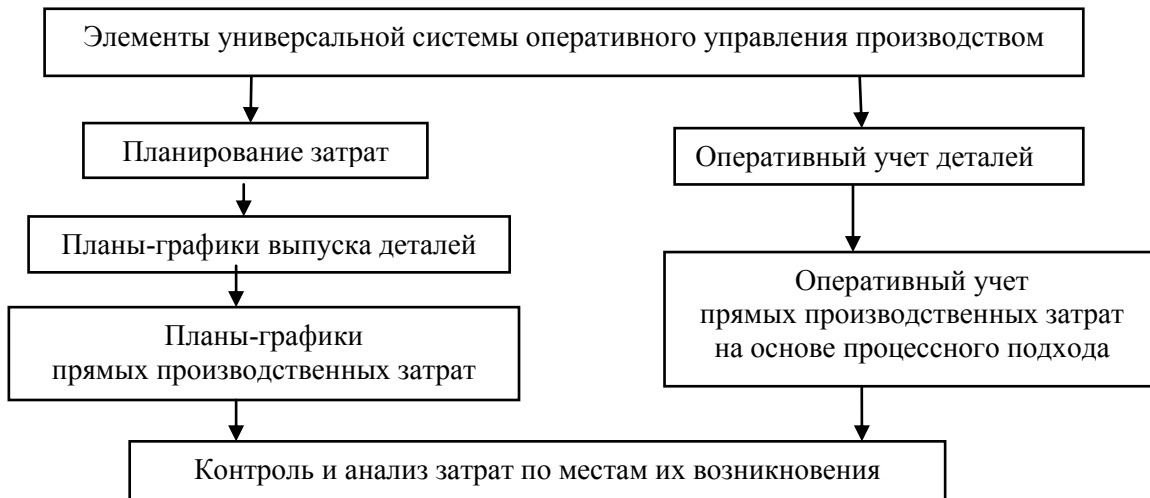 Элементы универсальной системы оперативного управления производством
Планирование затрат
Оперативный учет деталей
Планы-графики выпуска деталей
Оперативный учет
прямых производственных затрат
на основе процессного подхода
Планы-графики
прямых производственных затрат
Контроль и анализ затрат по местам их возникновения